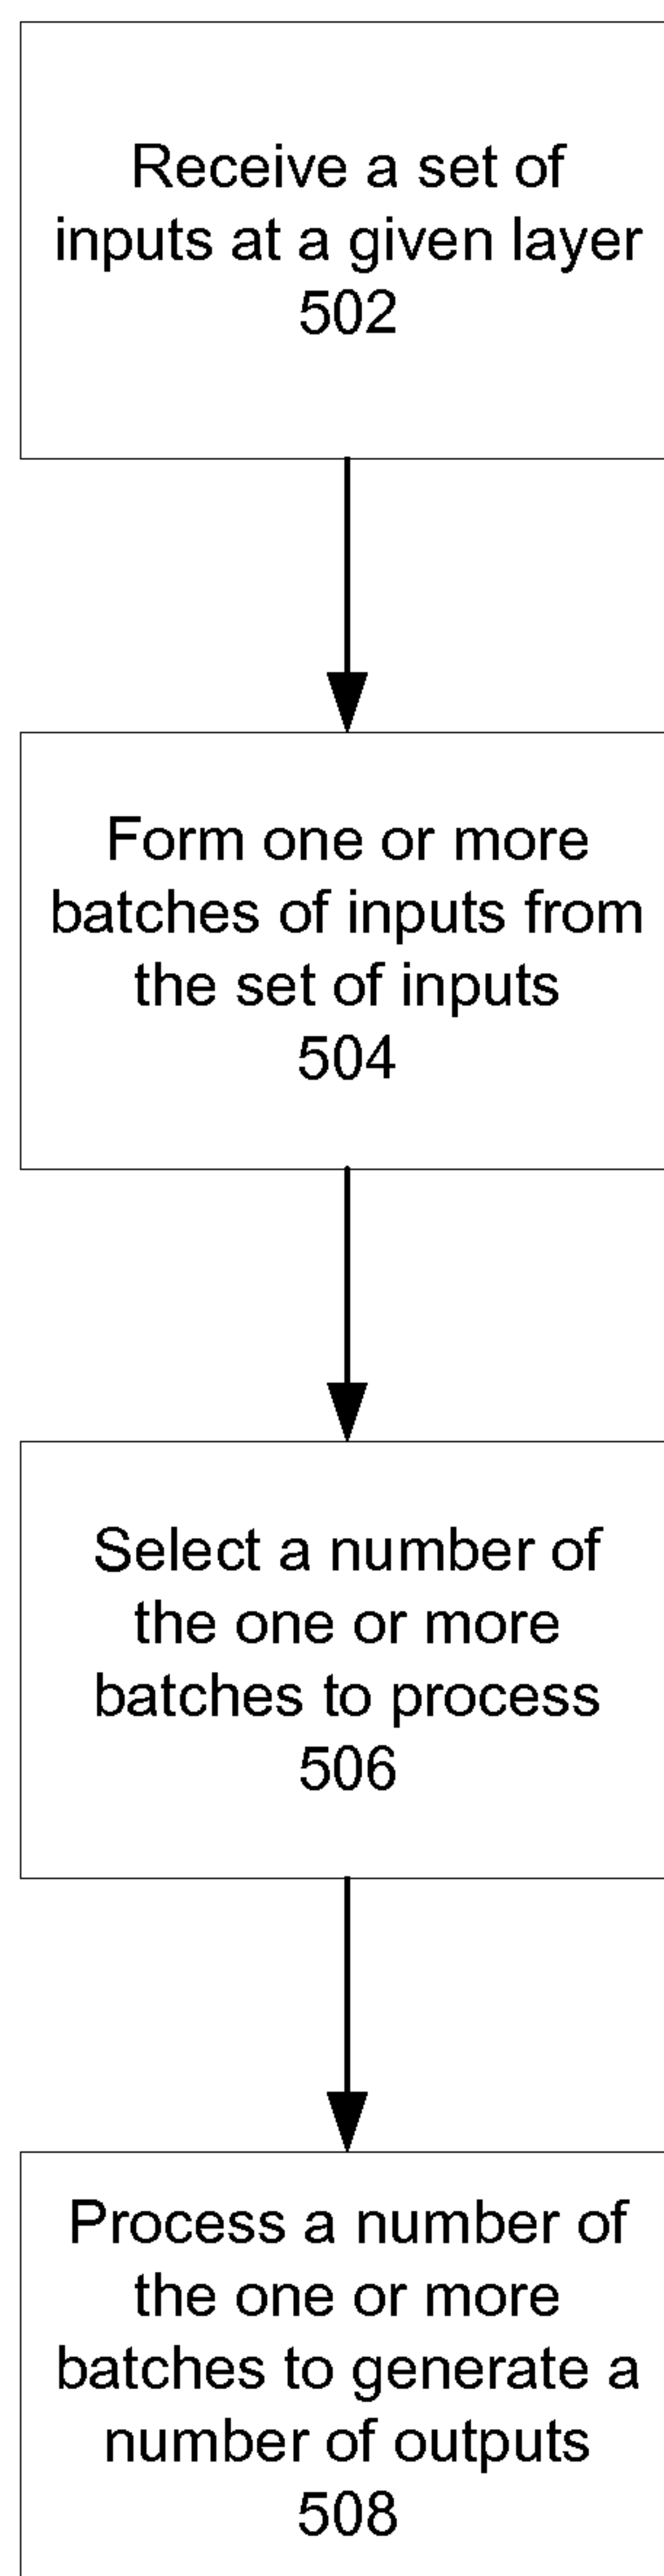 Receive a set of
inputs at a given layer
502
Form one or more
batches of inputs from
the set of inputs
504
Select a number of
the one or more
batches to process
506
Process a number of
the one or more
batches to generate a
number of outputs
508